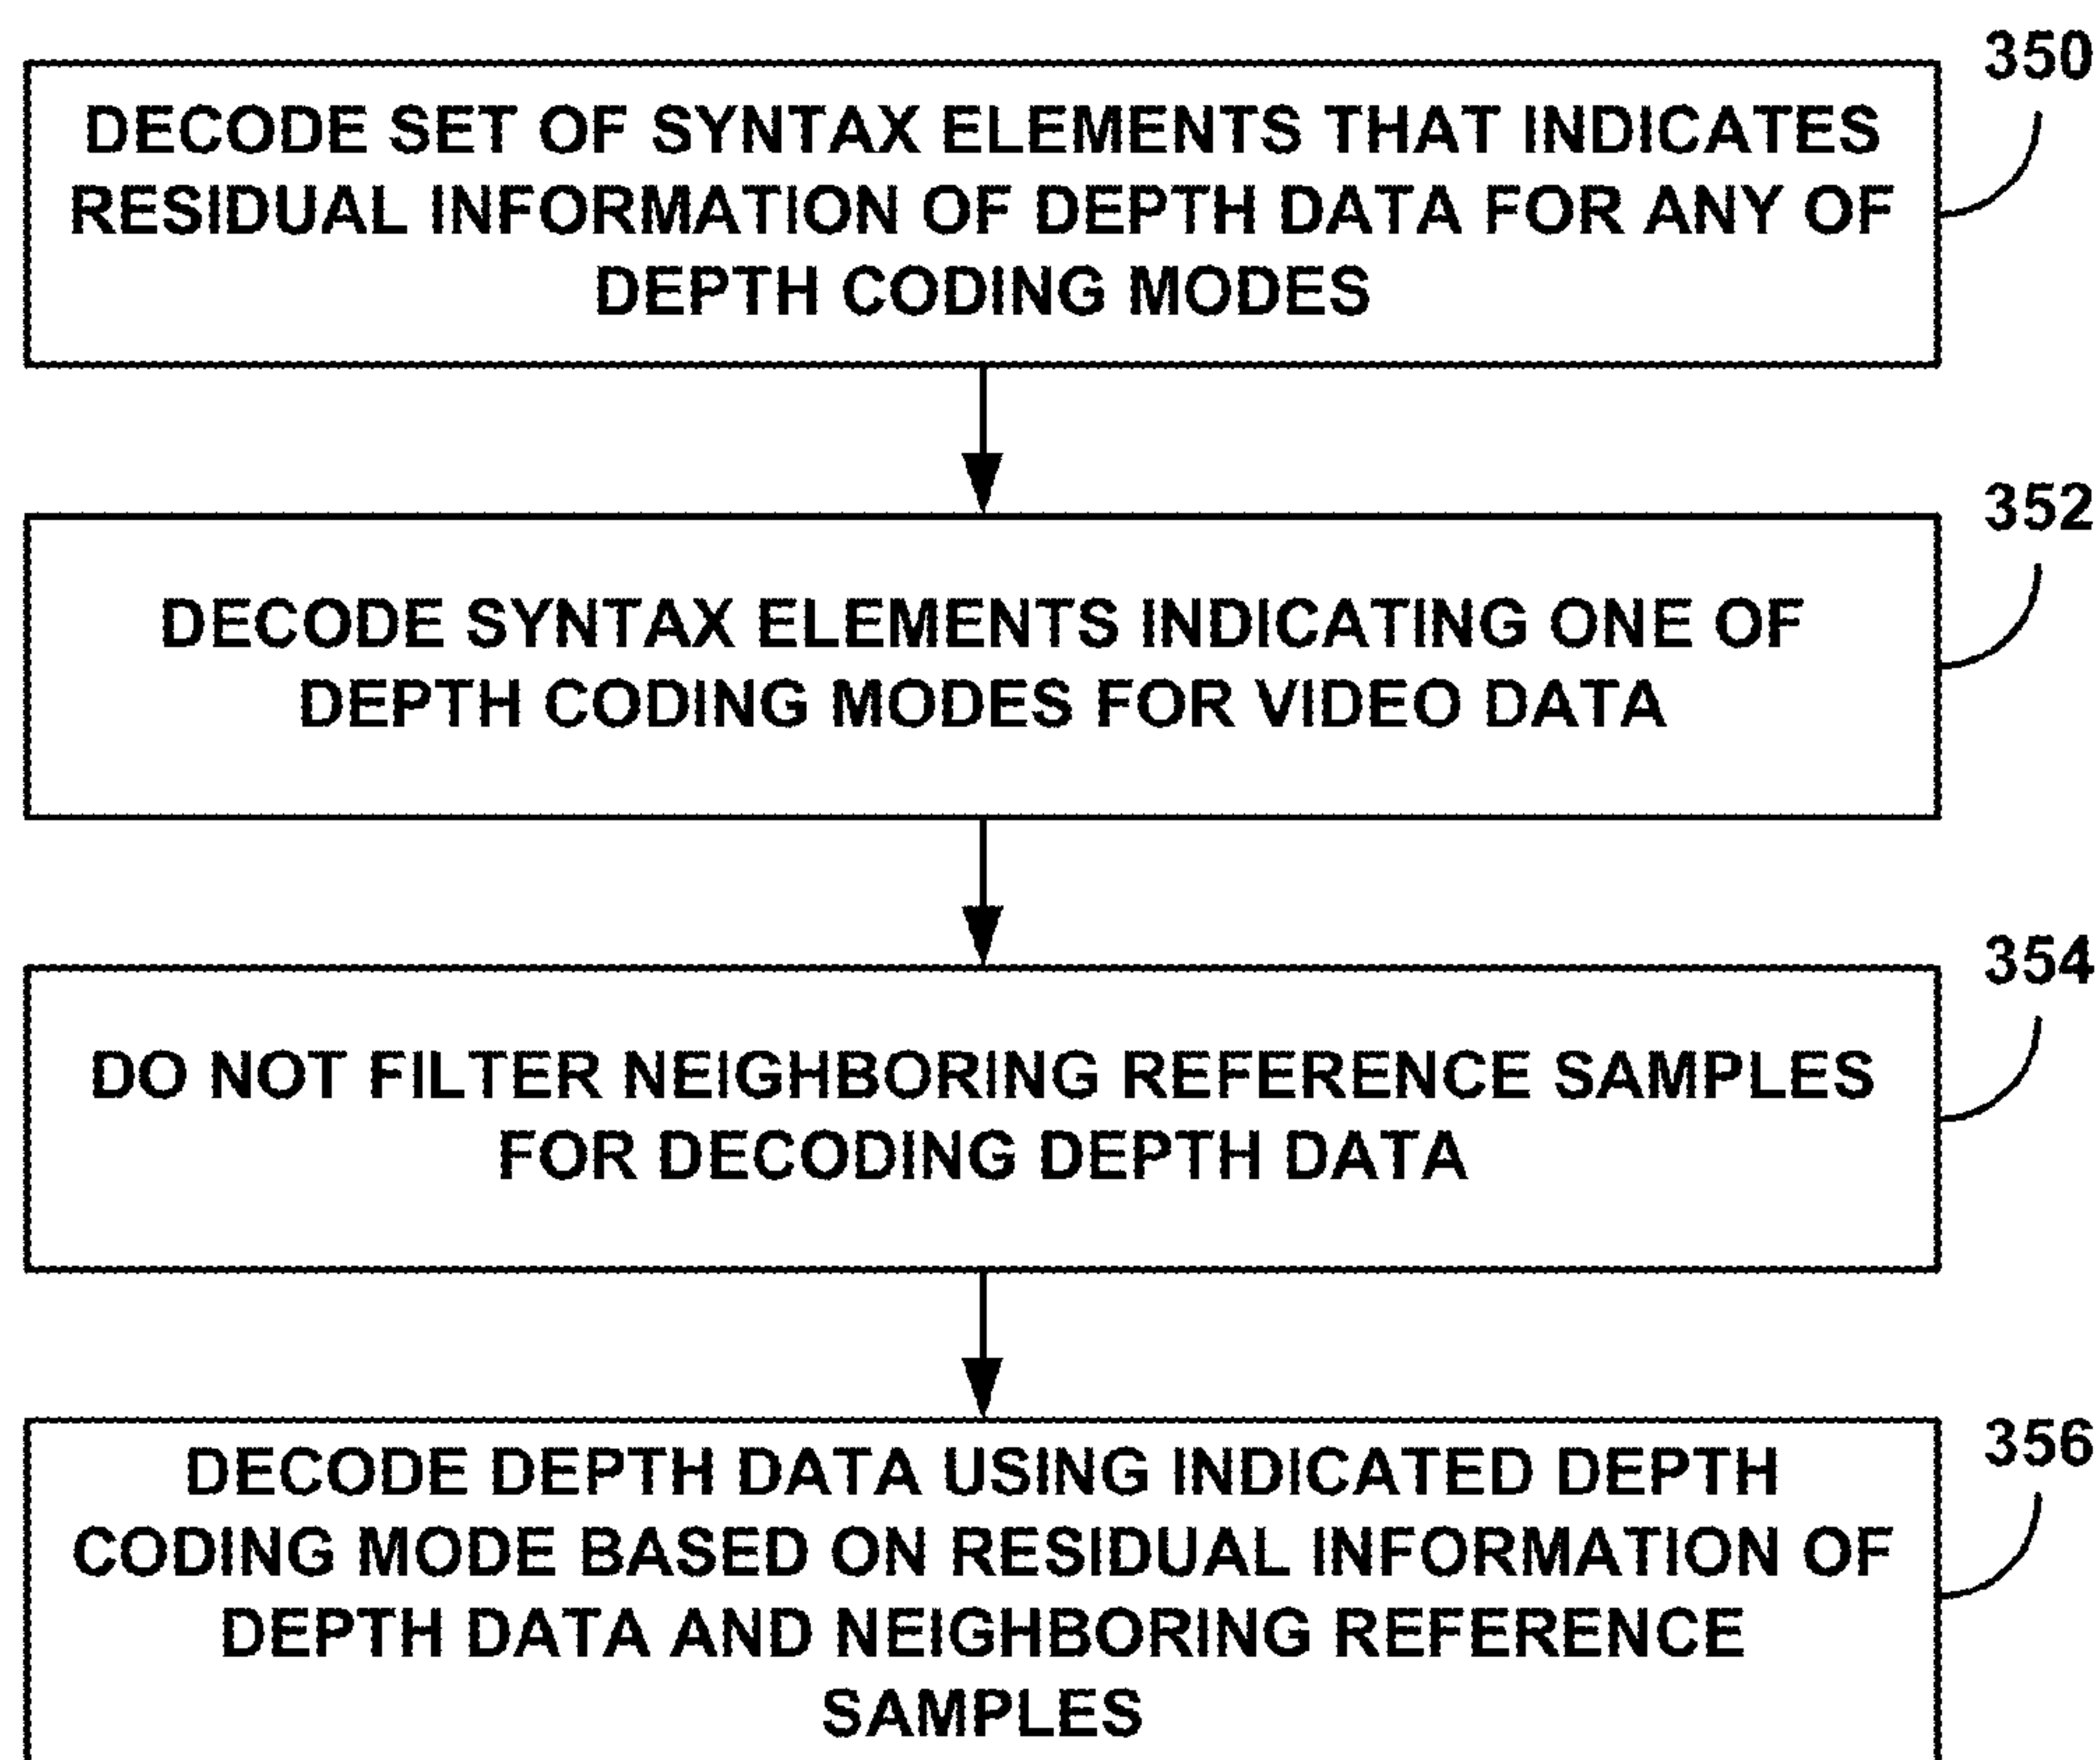 350
DECODE SET OF SYNTAX ELEMENTS THAT INDICATES
RESIDUAL INFORMATION OF DEPTH DATA FOR ANY OF
DEPTH CODING MODES
352
DECODE SYNTAX ELEMENTS INDICATING ONE OF
DEPTH CODING MODES FOR VIDEO DATA
354
DO NOT FILTER NEIGHBORING REFERENCE SAMPLES
FOR DECODING DEPTH DATA
356
DECODE DEPTH DATA USING INDICATED DEPTH
CODING MODE BASED ON RESIDUAL INFORMATION OF
DEPTH DATA AND NEIGHBORING REFERENCE
SAMPLES